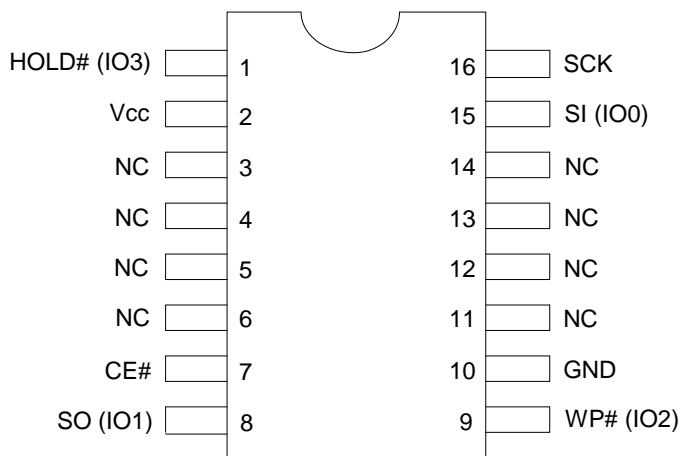 HOLD# (IO3) 1 16 SCK
Vcc 2 15 SI (IO0)
NC 3 14 NC
NC 4 13 NC
NC 5 12 NC
NC 6 11 NC
CE# 7 10 GND
SO (IO1) 8 9 WP# (IO2)